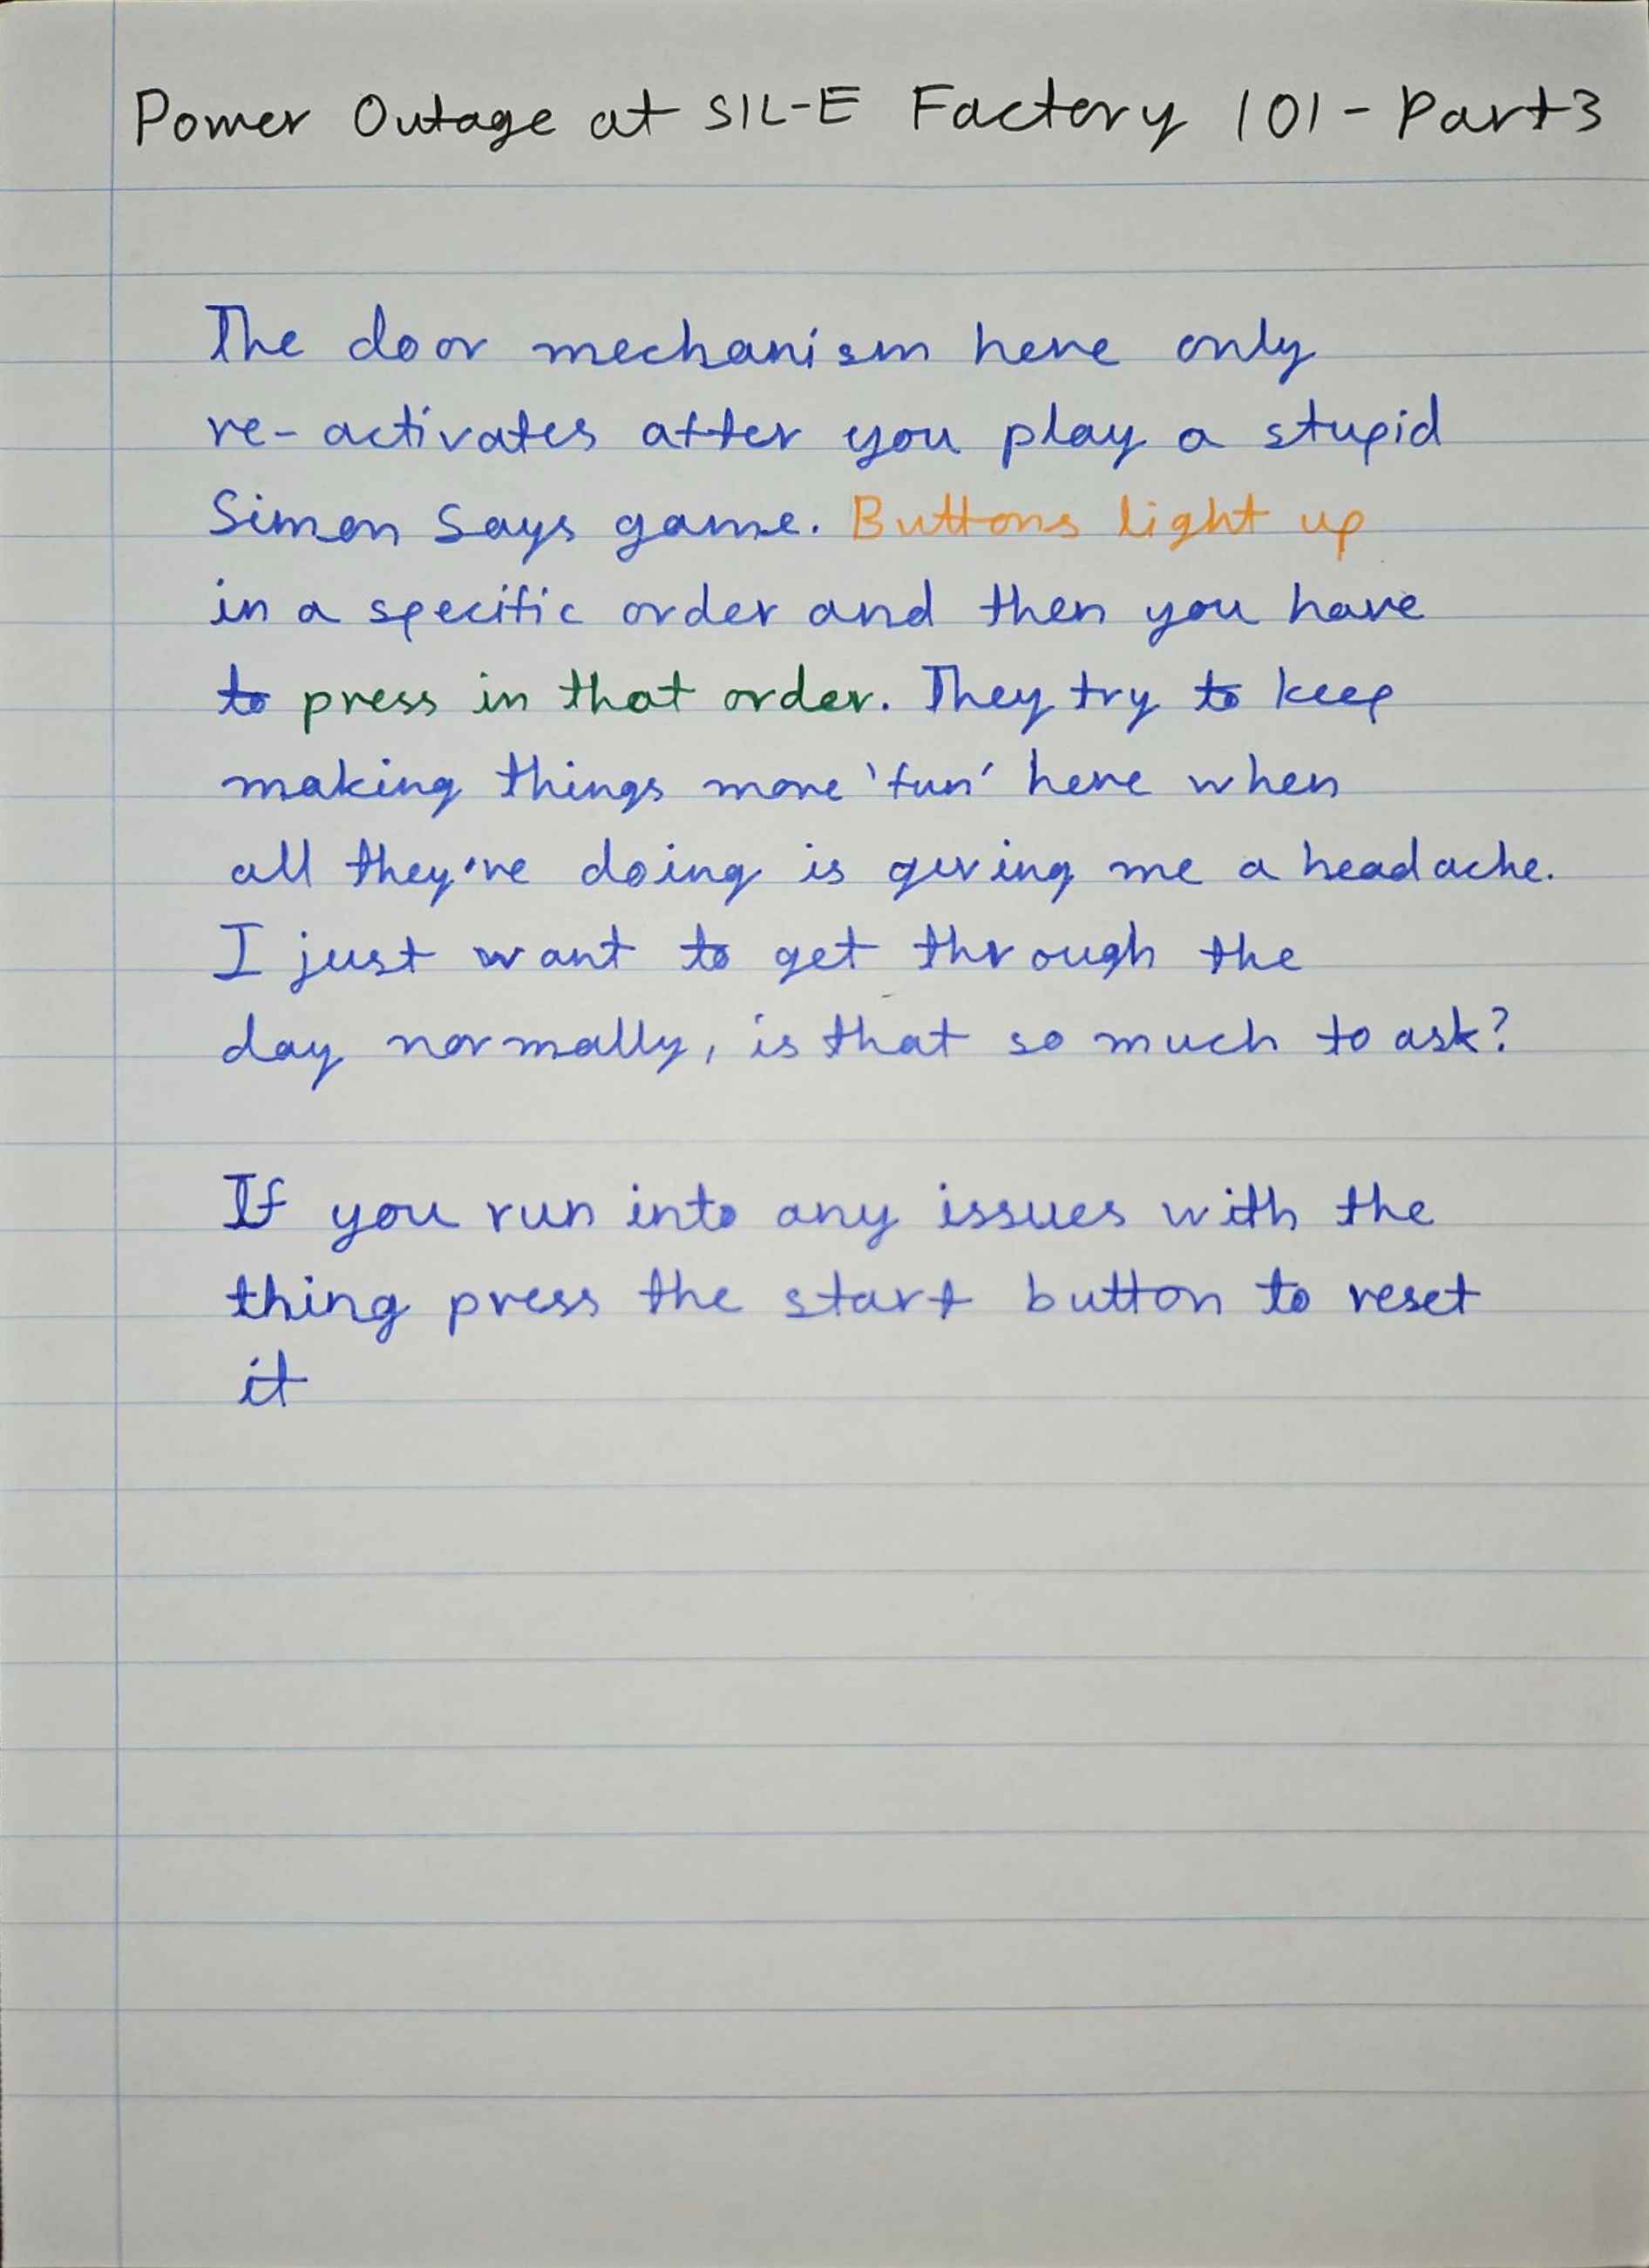 Power Outage at SIL-E Factory 101 - Part 3
The door mechanism here only
re-activates after you play a stupid
Simon Says game. Buttons light up
in a specific order and then you have
to press in that order. They try to keep
making things more 'fun' here when
all they're doing is giving me a headache.
I just want to get through the
day normally, is that so much to ask?
If you run into any issues with the
thing press the start button to reset
it